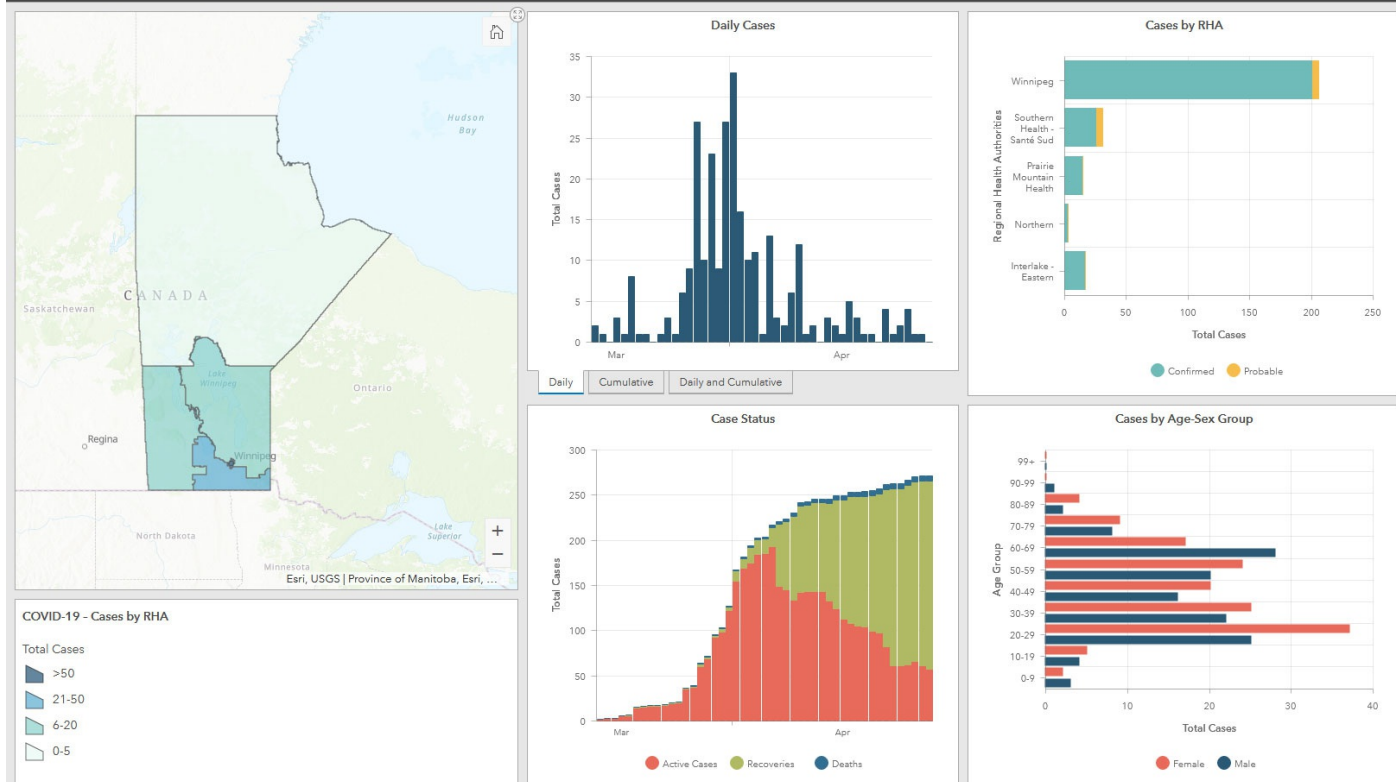 Hudson
Bay
CANADA
Saskatchewan
Lake
Winnipeg
Ontario
Regina
Winnipeg
North Dakota
Lake
Superior
Minnesota
+
−
Esri, USGS | Province of Manitoba, Esri, ...
COVID-19 - Cases by RHA
Total Cases
>50
21-50
6-20
0-5
Daily Cases
Total Cases
35
30
25
20
15
10
5
0
Mar
Apr
Daily
Cumulative
Daily and Cumulative
Case Status
Total Cases
300
250
200
150
100
50
0
Mar
Apr
Active Cases
Recoveries
Deaths
Cases by RHA
Regional Health Authorities
Winnipeg
Southern
Health -
Santé Sud
Prairie
Mountain
Health
Northern
Interlake -
Eastern
0 50 100 150 200 250
Total Cases
Confirmed
Probable
Cases by Age-Sex Group
Age Group
99+
90-99
80-89
70-79
60-69
50-59
40-49
30-39
20-29
10-19
0-9
0 10 20 30 40
Total Cases
Female
Male